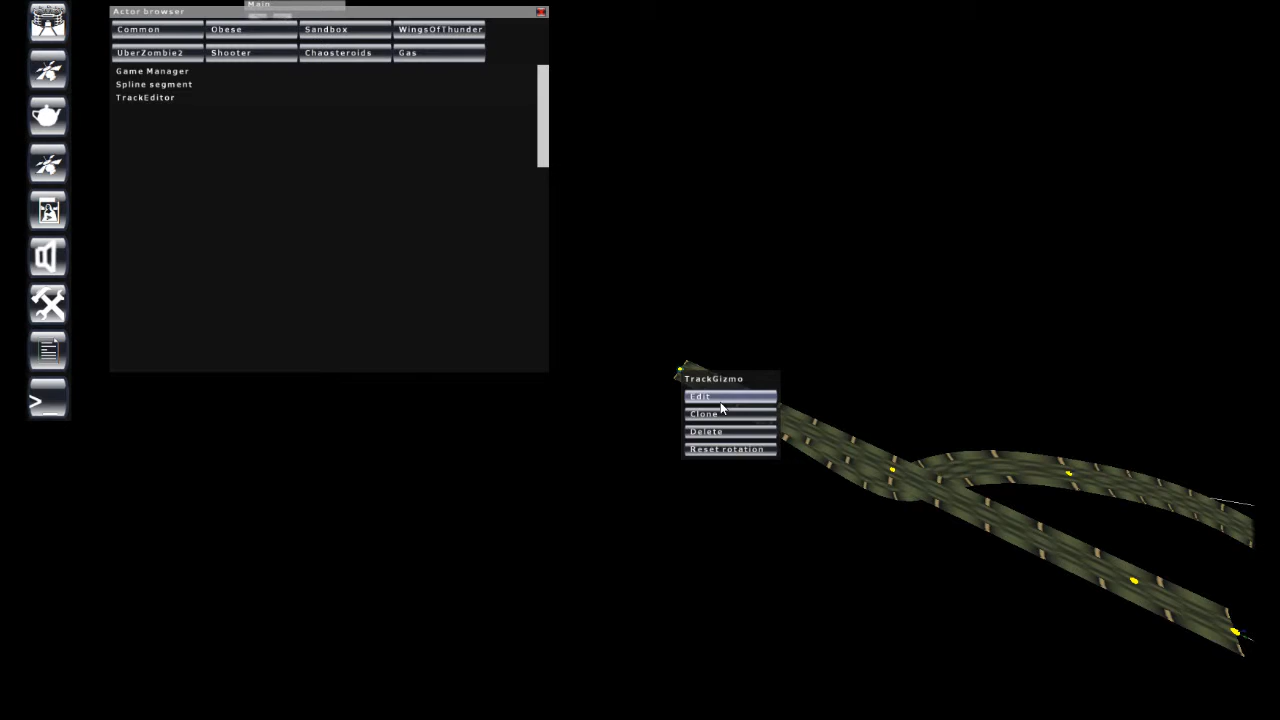 Main
Actor browser
Common Obese Sandbox WingsOfThunder
UberZombie2 Shooter Chaosteroids Gas
Game Manager
Spline segment
TrackEditor
TrackGizmo
Edit
Clone
Delete
Reset rotation
>_